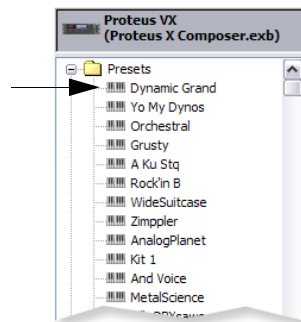 Proteus VX
(Proteus X Composer.exb)
Presets
Dynamic Grand
Yo My Dynos
Orchestral
Grusty
A Ku Stq
Rock'in B
WideSuitcase
Zimppler
AnalogPlanet
Kit 1
And Voice
MetalScience